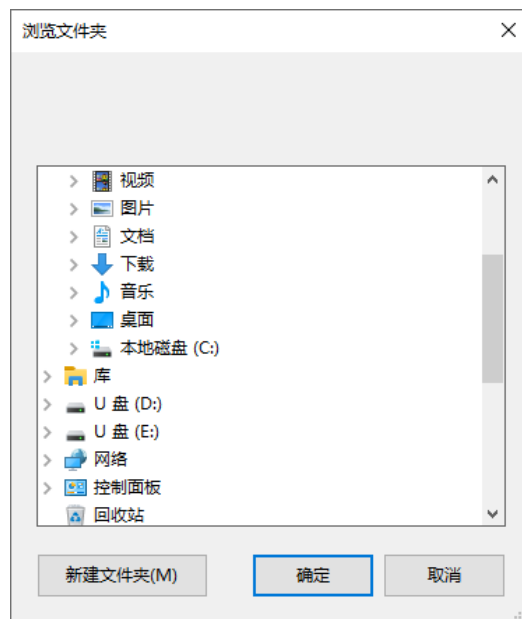 浏览文件夹
视频
图片
文档
下载
音乐
桌面
本地磁盘 (C:)
库
U 盘 (D:)
U 盘 (E:)
网络
控制面板
回收站
新建文件夹(M)
确定
取消